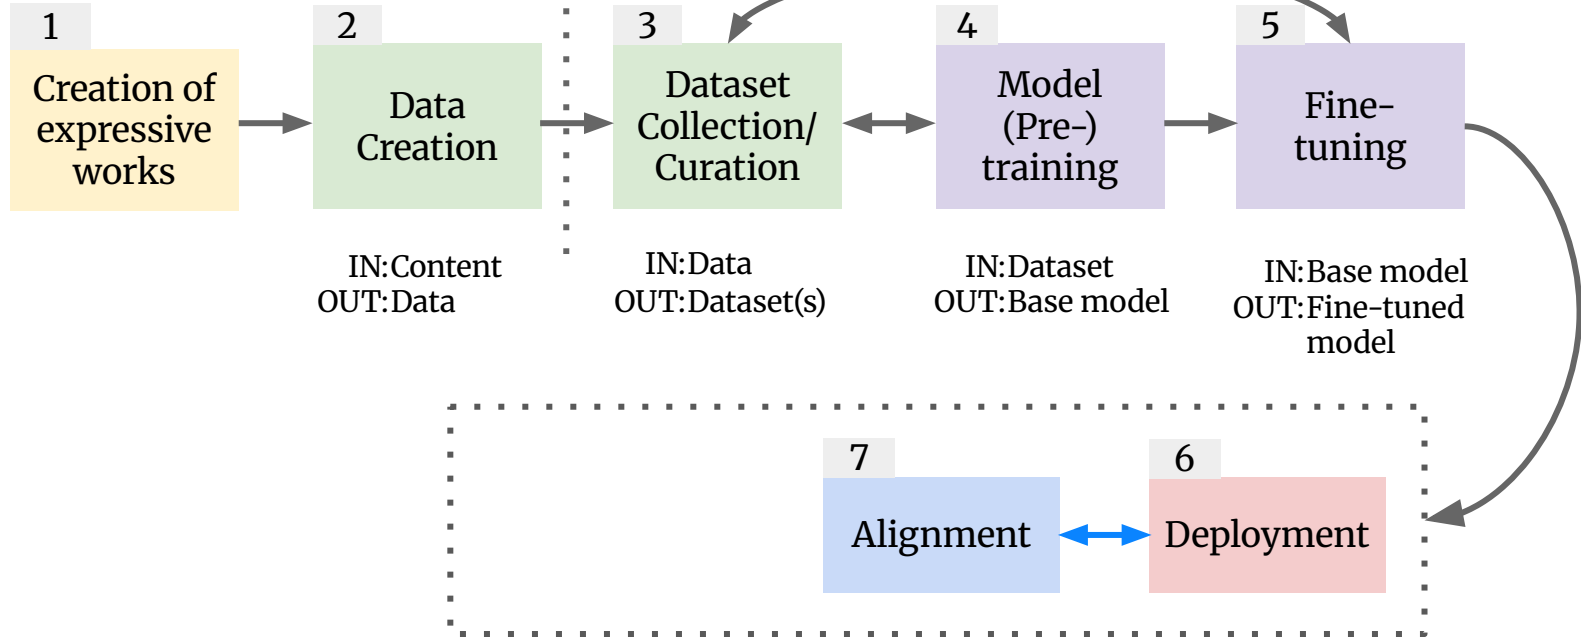 1
Creation of
expressive
works
2
Data
Creation
IN:Content
OUT:Data
3
Dataset
Collection/
Curation
IN:Data
OUT:Dataset(s)
4
Model
(Pre-)
training
IN:Dataset
OUT:Base model
5
Fine-
tuning
IN:Base model
OUT:Fine-tuned
model
7
Alignment
6
Deployment